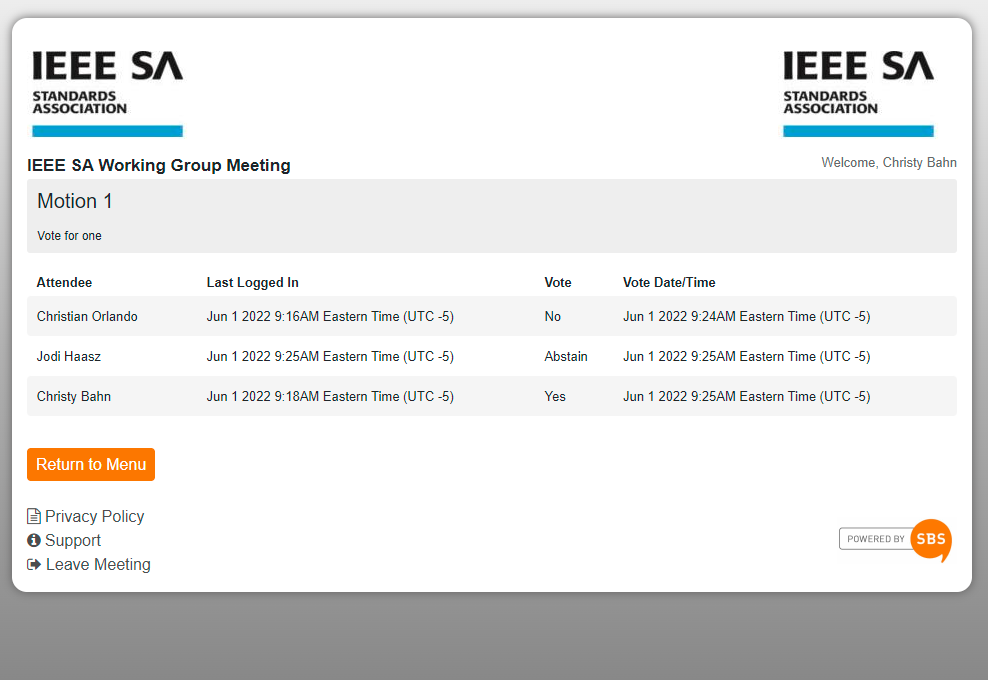 IEEE SA IEEE SA
STANDARDS STANDARDS
ASSOCIATION ASSOCIATION
IEEE SA Working Group Meeting Welcome, Christy Bahn
Motion 1
Vote for one
Attendee Last Logged In Vote Vote Date/Time
Christian Orlando Jun 1 2022 9:16AM Eastern Time (UTC -5) No Jun 1 2022 9:24AM Eastern Time (UTC -5)
Jodi Haasz Jun 1 2022 9:25AM Eastern Time (UTC -5) Abstain Jun 1 2022 9:25AM Eastern Time (UTC -5)
Christy Bahn Jun 1 2022 9:18AM Eastern Time (UTC -5) Yes Jun 1 2022 9:25AM Eastern Time (UTC -5)
Return to Menu
Privacy Policy
Support
Leave Meeting
POWERED BY SBS